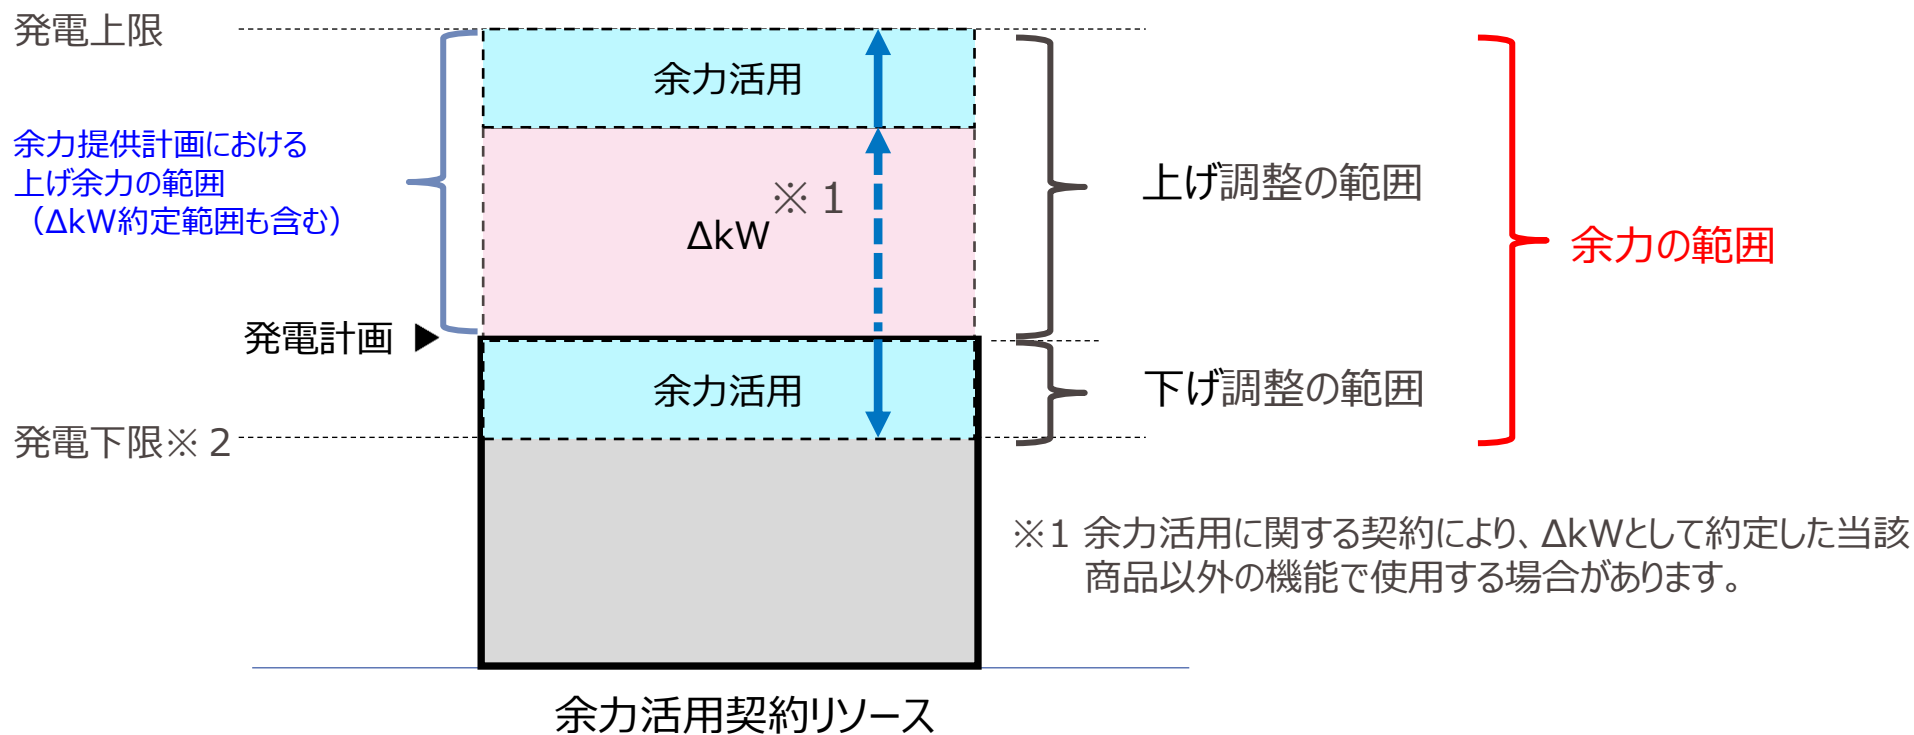 発電上限
余力活用
余力提供計画における
上げ余力の範囲
（ΔkW約定範囲も含む）
ΔkW※１
上げ調整の範囲
余力の範囲
発電計画 ▶
余力活用
下げ調整の範囲
発電下限※２
※１ 余力活用に関する契約により、ΔkWとして約定した当該
商品以外の機能で使用する場合があります。
余力活用契約リソース